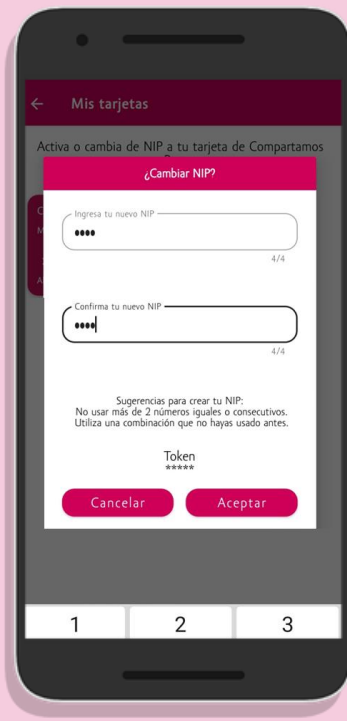 ← Mis tarjetas
Activa o cambia de NIP a tu tarjeta de Compartamos
¿Cambiar NIP?
Ingresa tu nuevo NIP
••••
4/4
Confirma tu nuevo NIP
••••
4/4
Sugerencias para crear tu NIP:
No usar más de 2 números iguales o consecutivos.
Utiliza una combinación que no hayas usado antes.
Token
*****
Cancelar Aceptar
1 2 3